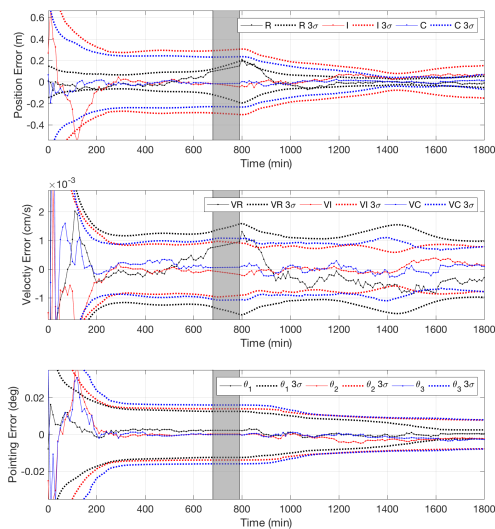 Position Error (m)
0.6
0.4
0.2
0
-0.2
-0.4
R R 3σ I I 3σ C C 3σ
0 200 400 600 800 1000 1200 1400 1600 1800
Time (min)
×10⁻³
Velocity Error (cm/s)
2
1
0
-1
VR VR 3σ VI VI 3σ VC VC 3σ
0 200 400 600 800 1000 1200 1400 1600 1800
Time (min)
Pointing Error (deg)
0.02
0
-0.02
θ₁ θ₁ 3σ θ₂ θ₂ 3σ θ₃ θ₃ 3σ
0 200 400 600 800 1000 1200 1400 1600 1800
Time (min)